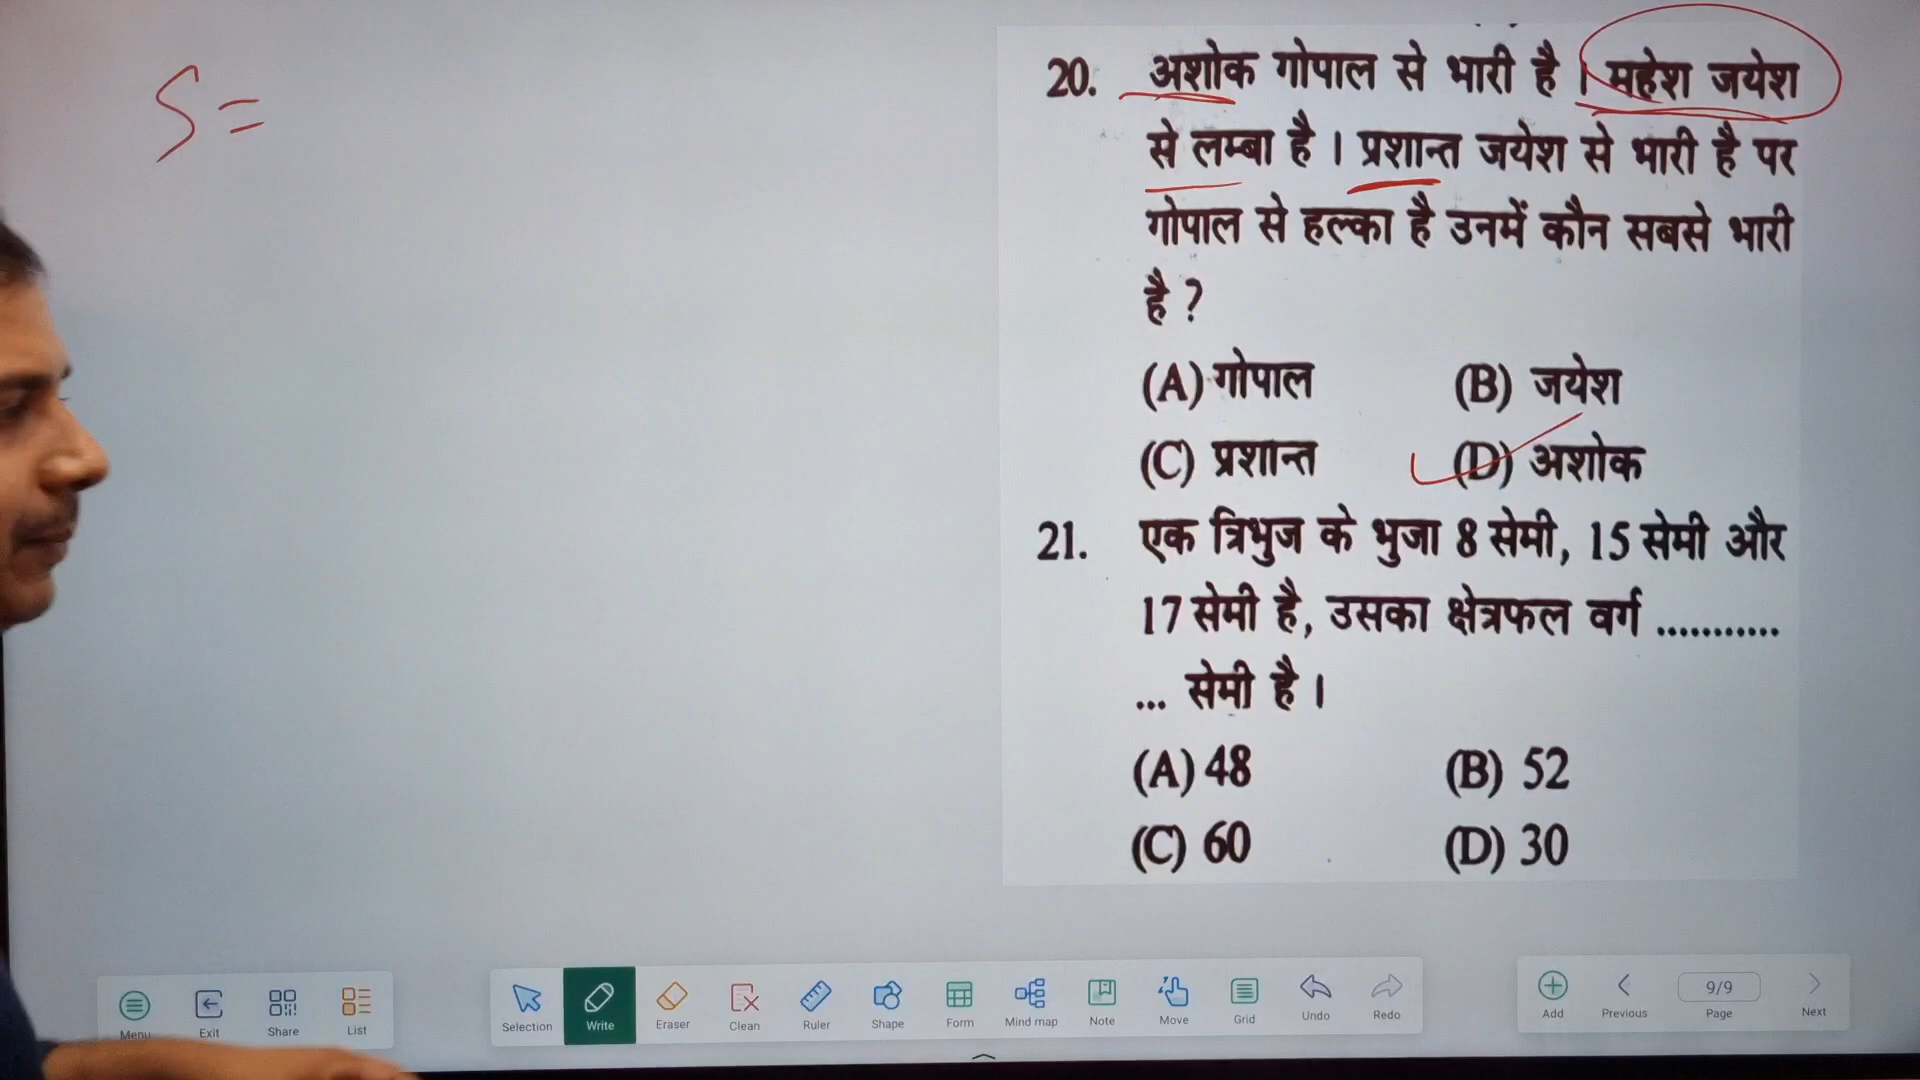 S =
20. अशोक गोपाल से भारी है । महेश जयेश
से लम्बा है । प्रशान्त जयेश से भारी है पर
गोपाल से हल्का है उनमें कौन सबसे भारी
है ?
(A) गोपाल (B) जयेश
(C) प्रशान्त (D) अशोक
21. एक त्रिभुज के भुजा 8 सेमी, 15 सेमी और
17 सेमी है, उसका क्षेत्रफल वर्ग ...........
... सेमी है ।
(A) 48 (B) 52
(C) 60 (D) 30
Menu Exit Share List Selection Write Eraser Clean Ruler Shape Form Mind map Note Move Grid Undo Redo Add Previous 9/9 Page Next